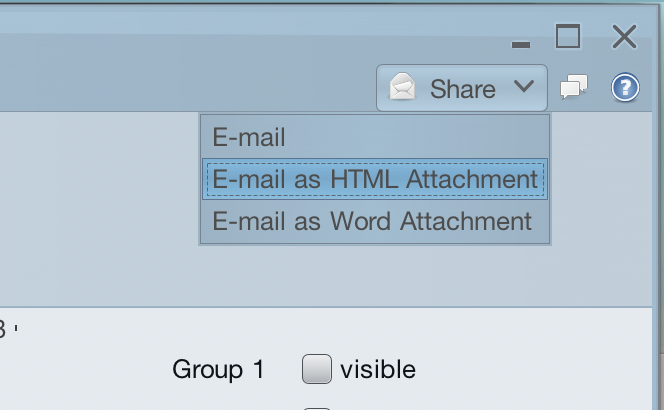 Share
?
E-mail
E-mail as HTML Attachment
E-mail as Word Attachment
Group 1 visible